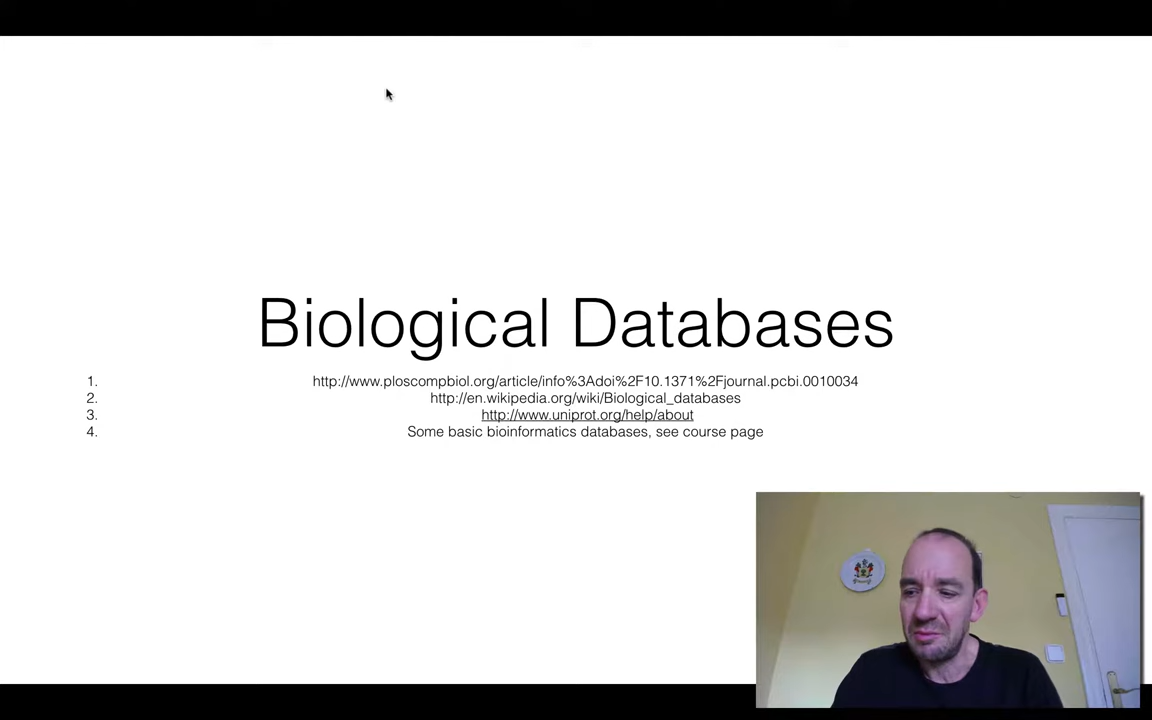 Biological Databases
1. http://www.ploscompbiol.org/article/info%3Adoi%2F10.1371%2Fjournal.pcbi.0010034
2. http://en.wikipedia.org/wiki/Biological_databases
3. http://www.uniprot.org/help/about
4. Some basic bioinformatics databases, see course page